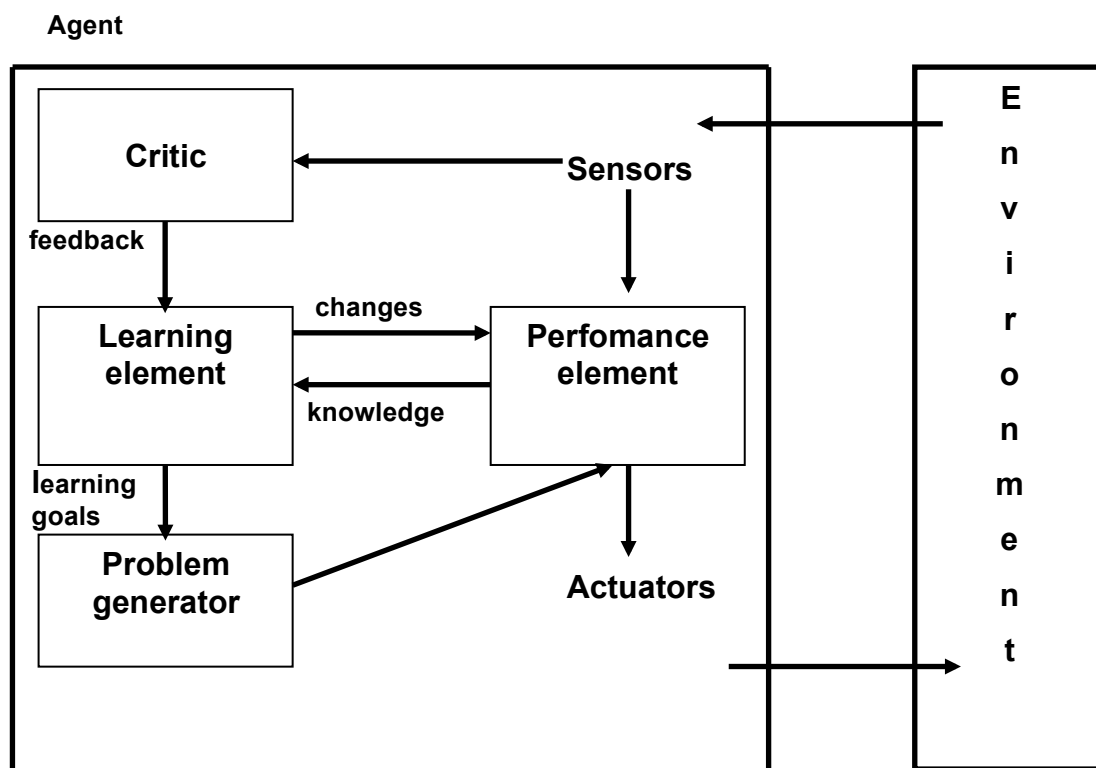 Agent
Critic
Sensors
feedback
changes
Learning
element
Perfomance
element
knowledge
learning
goals
Problem
generator
Actuators
E
n
v
i
r
o
n
m
e
n
t